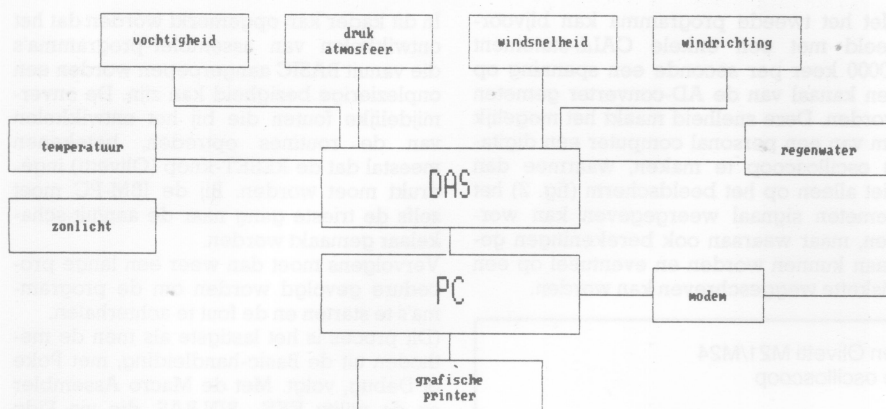 vochtigheid
druk
atmosfeer
windsnelheid
windrichting
temperatuur
DAS
regenwater
zonlicht
PC
modem
grafische
printer